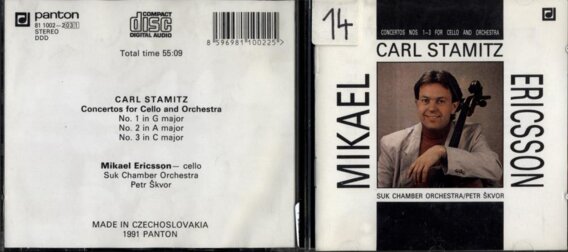 panton
81 1002-2031
STEREO
DDD
COMPACT
disc
DIGITAL AUDIO
8 596981 100225 >
Total time 55:09
CARL STAMITZ
Concertos for Cello and Orchestra
No. 1 in G major
No. 2 in A major
No. 3 in C major
Mikael Ericsson — cello
Suk Chamber Orchestra
Petr Škvor
MADE IN CZECHOSLOVAKIA
1991 PANTON
14
CONCERTOS NOS 1-3 FOR CELLO AND ORCHESTRA
CARL STAMITZ
MIKAEL
ERICSSON
SUK CHAMBER ORCHESTRA/PETR ŠKVOR